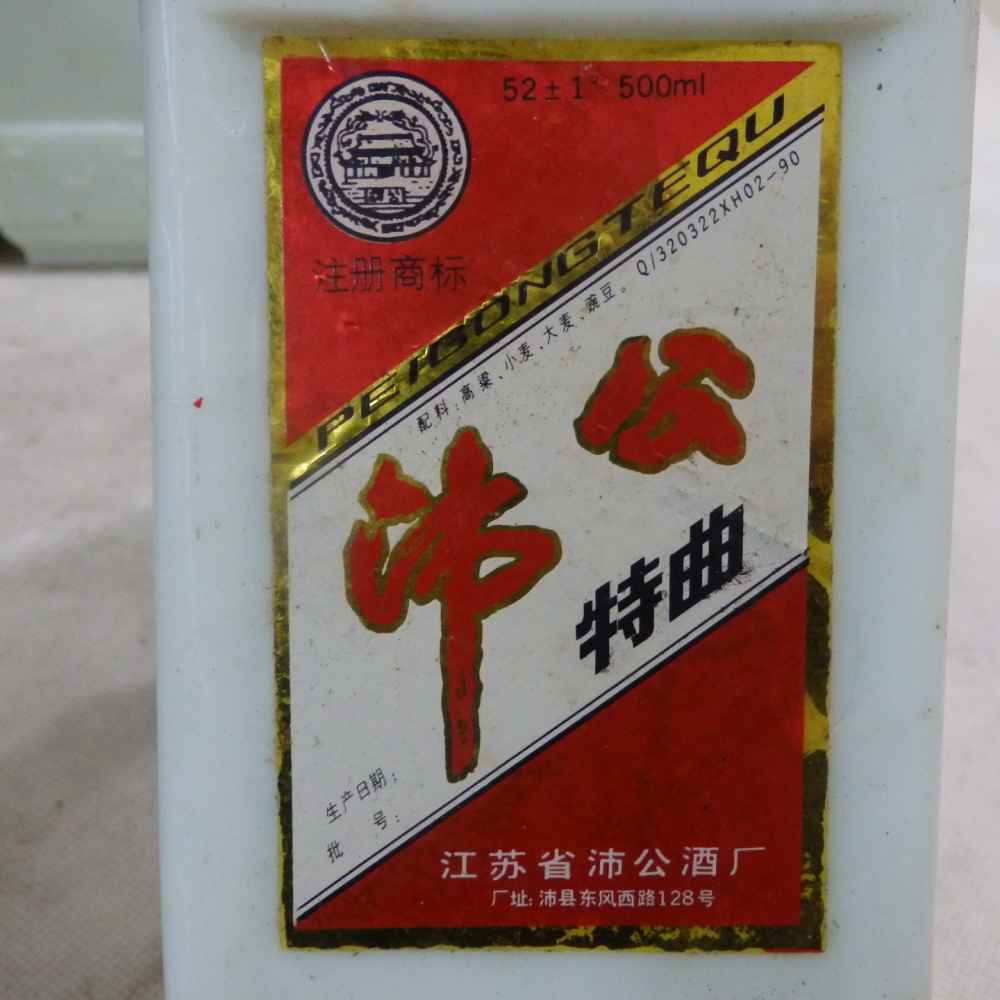 52±1° 500ml
注册商标
PEIGONGTEQU
Q/320322XH02-90
配料:高粱、小麦、大麦、豌豆。
沛公
特曲
生产日期:
批 号:
江苏省沛公酒厂
厂址:沛县东风西路128号